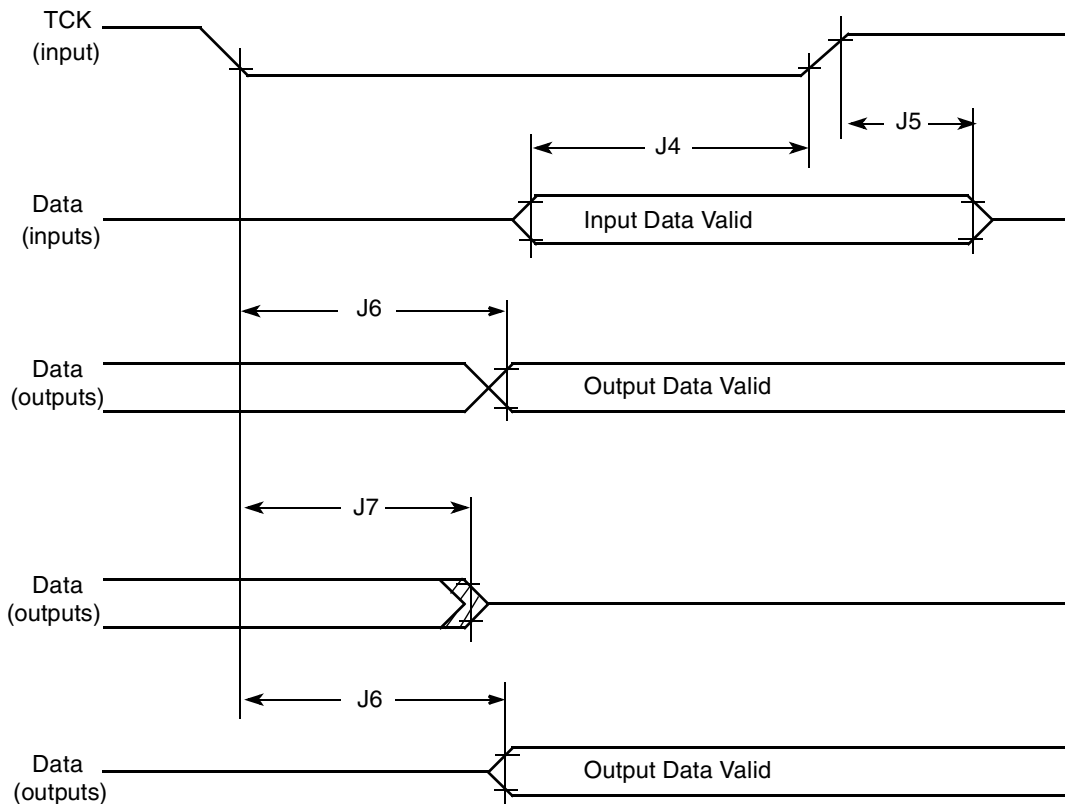 TCK
(input)
J5
J4
Data
(inputs)
Input Data Valid
J6
Data
(outputs)
Output Data Valid
J7
Data
(outputs)
J6
Data
(outputs)
Output Data Valid